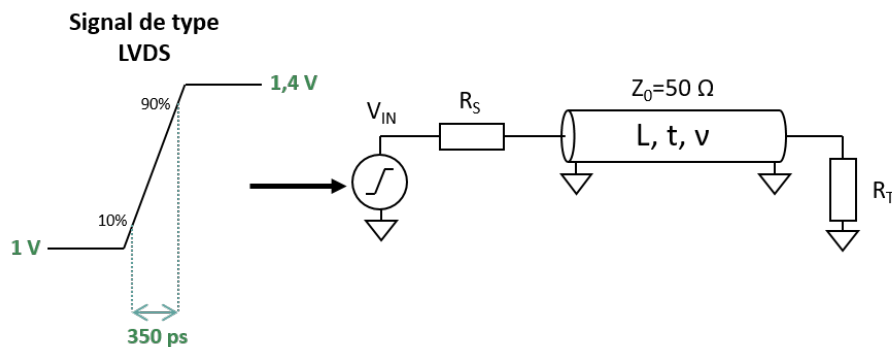 Signal de type
LVDS
1,4 V
90%
10%
1 V
350 ps
V_IN
R_S
Z_0=50 Ω
L, t, ν
R_T